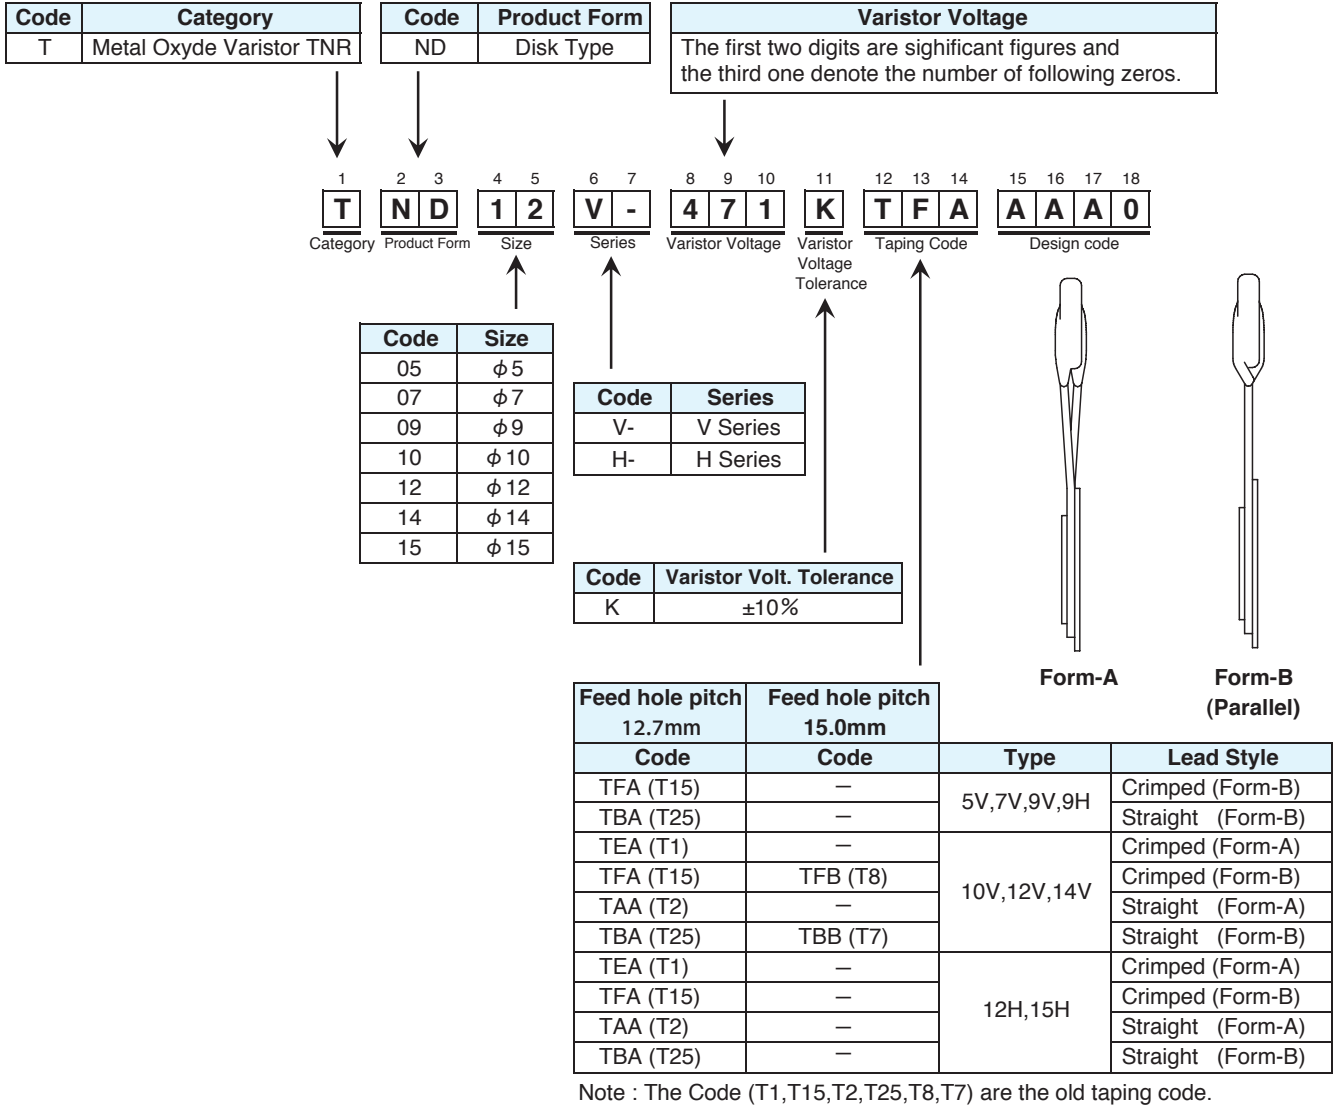 Code Category
T Metal Oxyde Varistor TNR
Code Product Form
ND Disk Type
Varistor Voltage
The first two digits are sighificant figures and
the third one denote the number of following zeros.
1 2 3 4 5 6 7 8 9 10 11 12 13 14 15 16 17 18
T N D 1 2 V - 4 7 1 K T F A A A A 0
Category Product Form Size Series Varistor Voltage Varistor Taping Code Design code
Voltage
Tolerance
Code Size
05 φ5
07 φ7
09 φ9
10 φ10
12 φ12
14 φ14
15 φ15
Code Series
V- V Series
H- H Series
Code Varistor Volt. Tolerance
K ±10%
Form-A
Form-B
(Parallel)
Feed hole pitch Feed hole pitch
12.7mm 15.0mm
Code Code Type Lead Style
TFA (T15) — 5V,7V,9V,9H Crimped (Form-B)
TBA (T25) — Straight (Form-B)
TEA (T1) — 10V,12V,14V Crimped (Form-A)
TFA (T15) TFB (T8) Crimped (Form-B)
TAA (T2) — Straight (Form-A)
TBA (T25) TBB (T7) Straight (Form-B)
TEA (T1) — 12H,15H Crimped (Form-A)
TFA (T15) — Crimped (Form-B)
TAA (T2) — Straight (Form-A)
TBA (T25) — Straight (Form-B)
Note : The Code (T1,T15,T2,T25,T8,T7) are the old taping code.